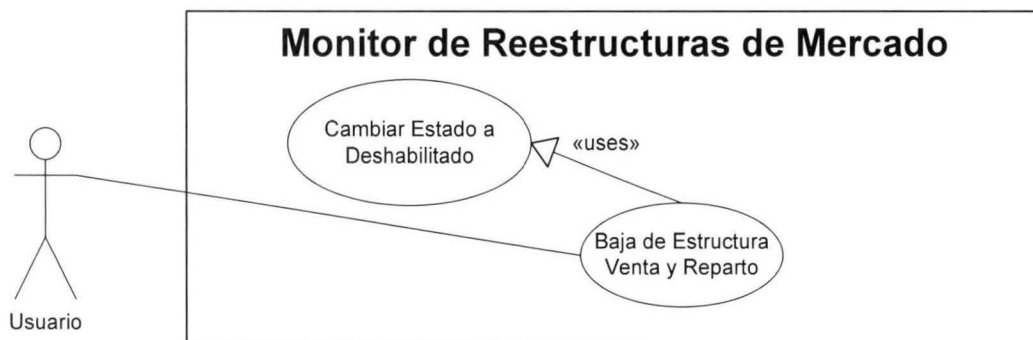 Monitor de Reestructuras de Mercado
Cambiar Estado a
Deshabilitado
«uses»
Baja de Estructura
Venta y Reparto
Usuario